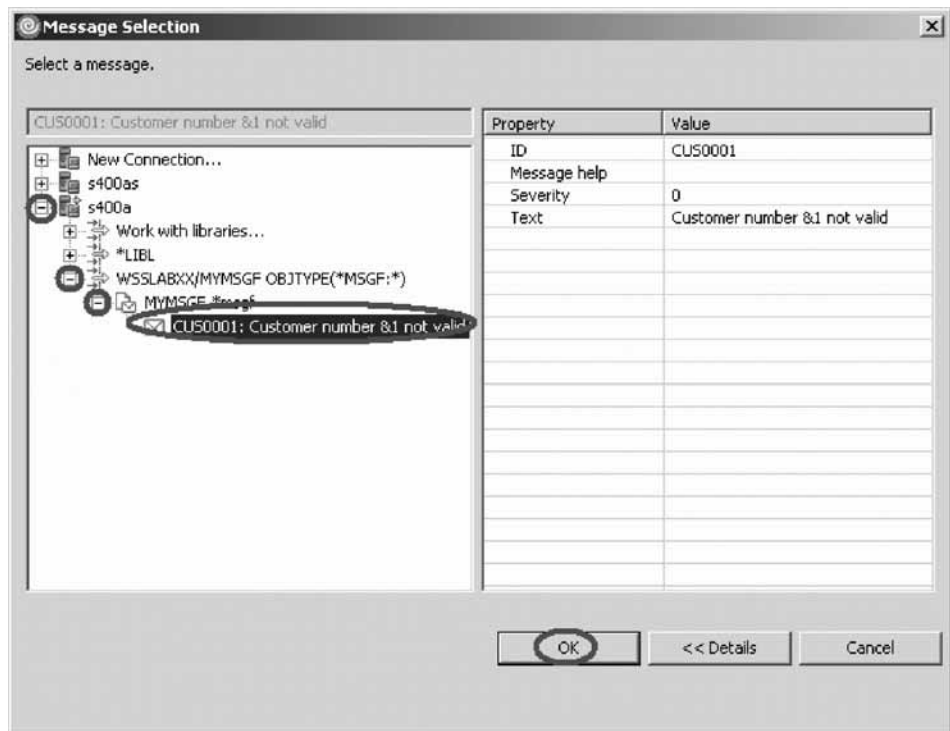 Message Selection
Select a message.
CUS0001: Customer number &1 not valid
Property Value
New Connection...
ID CUS0001
s400as
Message help
s400a
Severity 0
Work with libraries...
Text Customer number &1 not valid
*LIBL
WSSLABXX/MYMSGF OBJTYPE(*MSGF:*)
MYMSGF.*msgf
CUS0001: Customer number &1 not valid
OK << Details Cancel